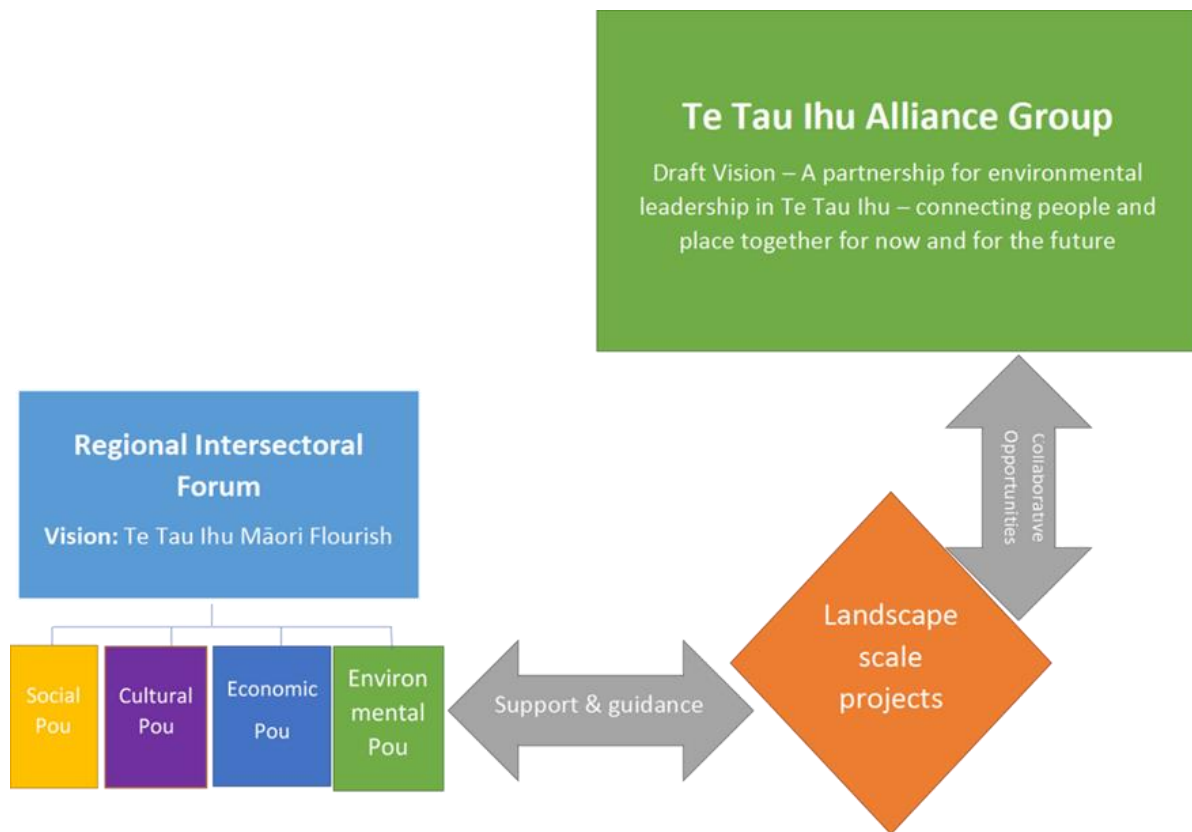 Te Tau Ihu Alliance Group
Draft Vision – A partnership for environmental
leadership in Te Tau Ihu – connecting people and
place together for now and for the future
Regional Intersectoral
Forum
Vision: Te Tau Ihu Māori Flourish
Social
Pou
Cultural
Pou
Economic
Pou
Environ
mental
Pou
Support & guidance
Landscape
scale
projects
Collaborative
Opportunities